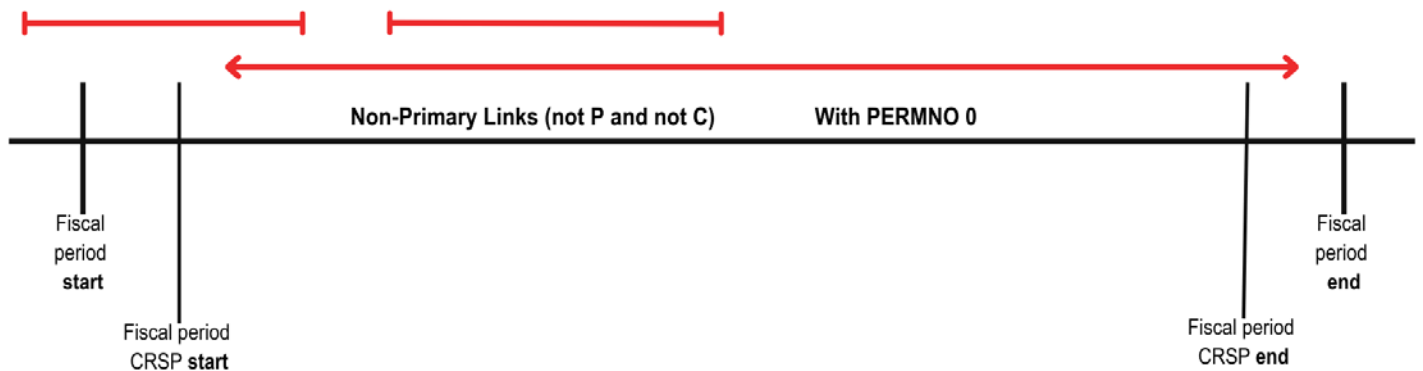 Non-Primary Links (not P and not C) With PERMNO 0
Fiscal
period
start
Fiscal period
CRSP start
Fiscal period
CRSP end
Fiscal
period
end